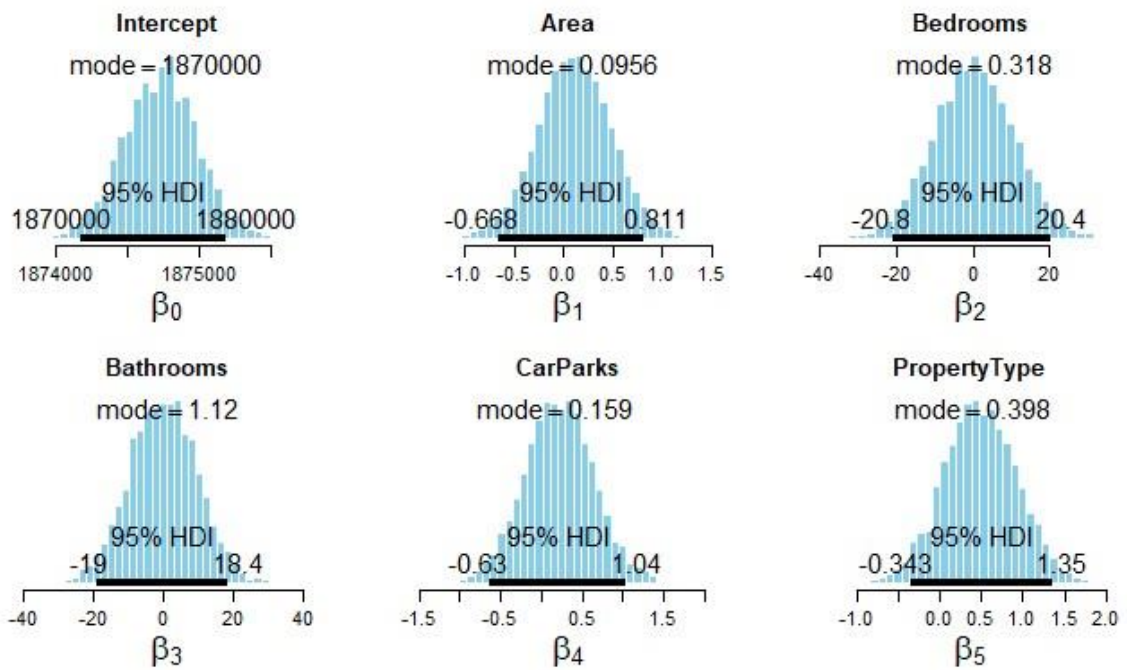 Intercept
mode = 1870000
95% HDI
1870000 1880000
1874000 1875000
β0
Area
mode = 0.0956
95% HDI
-0.668 0.811
-1.0 -0.5 0.0 0.5 1.0 1.5
β1
Bedrooms
mode = 0.318
95% HDI
-20.8 20.4
-40 -20 0 20
β2
Bathrooms
mode = 1.12
95% HDI
-19 18.4
-40 -20 0 20 40
β3
CarParks
mode = 0.159
95% HDI
-0.63 1.04
-1.5 -0.5 0.5 1.5
β4
PropertyType
mode = 0.398
95% HDI
-0.343 1.35
-1.0 0.0 0.5 1.0 1.5 2.0
β5